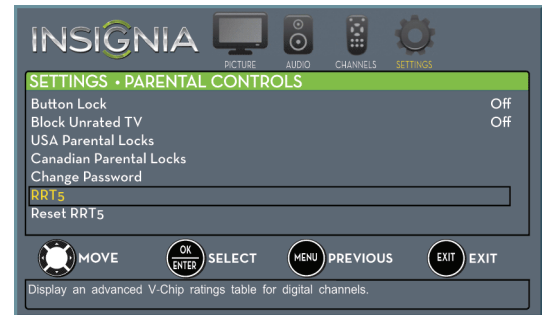 INSIGNIA
PICTURE AUDIO CHANNELS SETTINGS
SETTINGS • PARENTAL CONTROLS
Button Lock Off
Block Unrated TV Off
USA Parental Locks
Canadian Parental Locks
Change Password
RRT5
Reset RRT5
MOVE OK ENTER SELECT MENU PREVIOUS EXIT EXIT
Display an advanced V-Chip ratings table for digital channels.